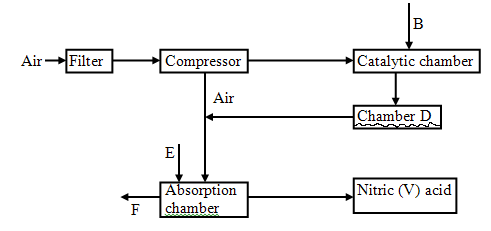 B
Air
Filter
Compressor
Catalytic chamber
Air
Chamber D
E
Absorption
chamber
Nitric (V) acid
F